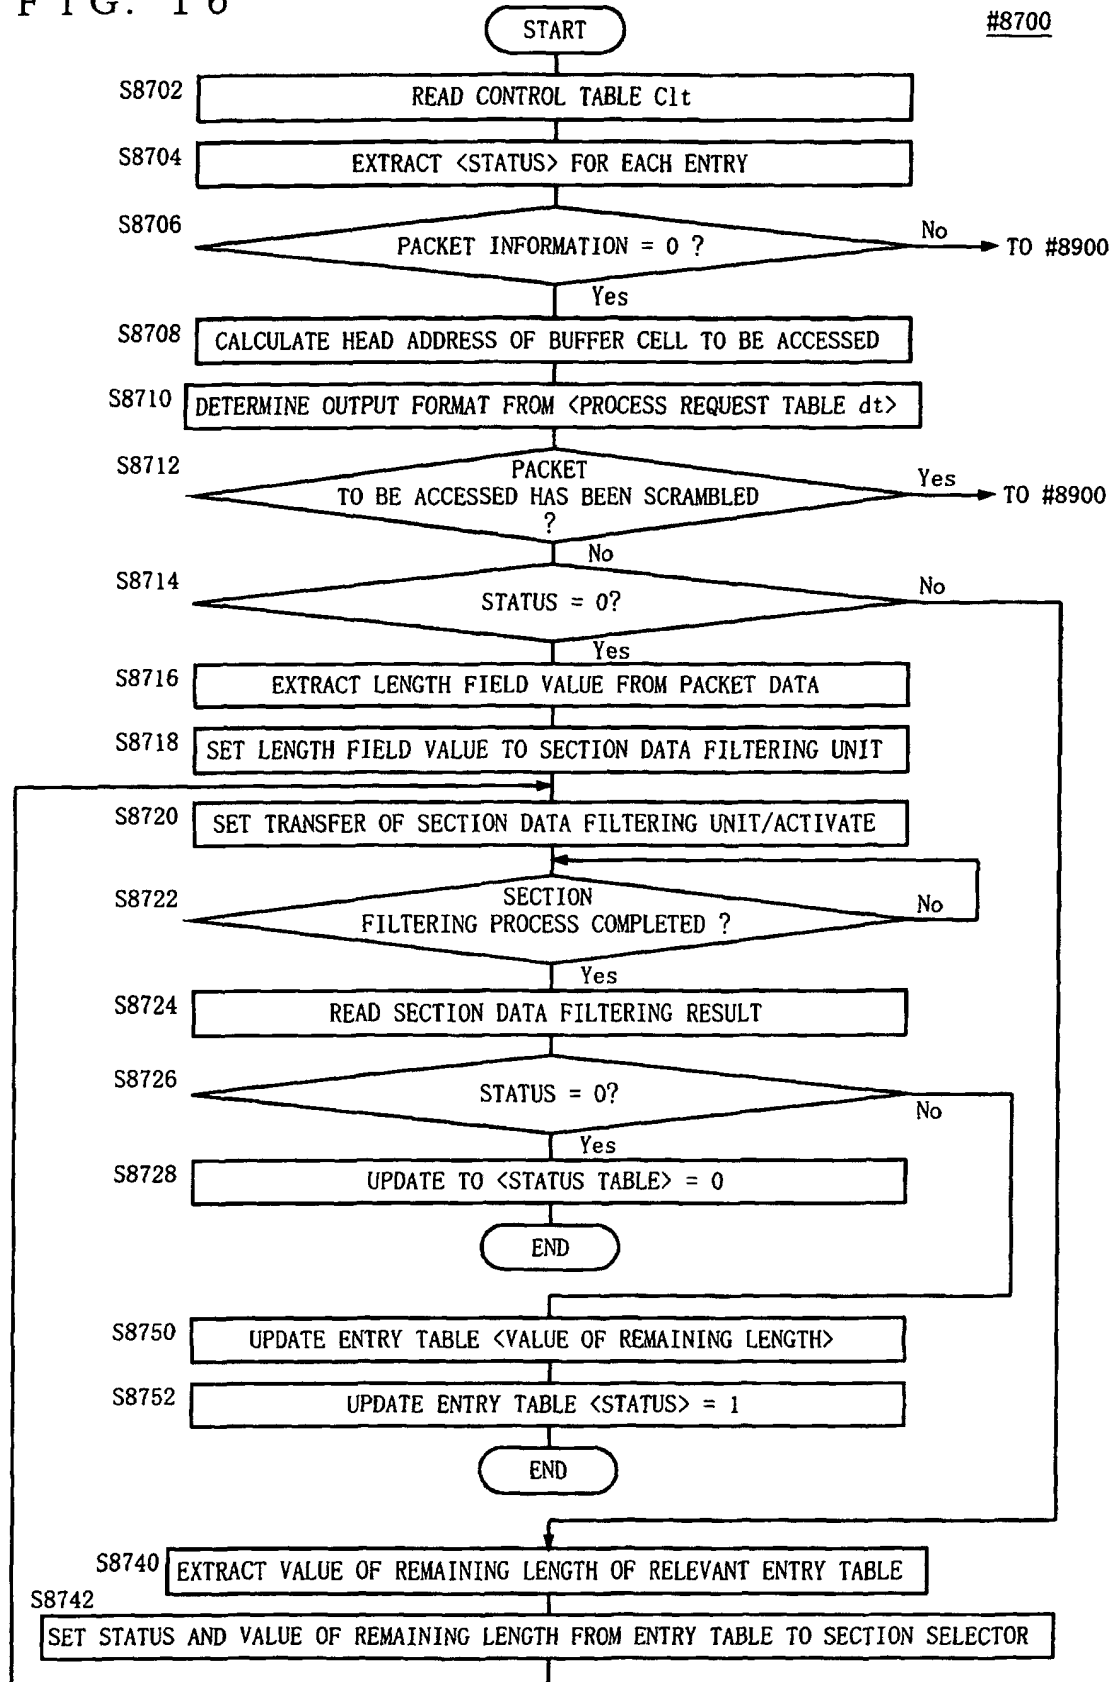 FIG. 16
#8700
START
S8702
READ CONTROL TABLE Clt
S8704
EXTRACT <STATUS> FOR EACH ENTRY
S8706
PACKET INFORMATION = 0 ?
No
TO #8900
Yes
S8708
CALCULATE HEAD ADDRESS OF BUFFER CELL TO BE ACCESSED
S8710
DETERMINE OUTPUT FORMAT FROM <PROCESS REQUEST TABLE dt>
S8712
PACKET
TO BE ACCESSED HAS BEEN SCRAMBLED
?
Yes
TO #8900
No
S8714
STATUS = 0?
No
Yes
S8716
EXTRACT LENGTH FIELD VALUE FROM PACKET DATA
S8718
SET LENGTH FIELD VALUE TO SECTION DATA FILTERING UNIT
S8720
SET TRANSFER OF SECTION DATA FILTERING UNIT/ACTIVATE
S8722
SECTION
FILTERING PROCESS COMPLETED ?
No
Yes
S8724
READ SECTION DATA FILTERING RESULT
S8726
STATUS = 0?
No
Yes
S8728
UPDATE TO <STATUS TABLE> = 0
END
S8750
UPDATE ENTRY TABLE <VALUE OF REMAINING LENGTH>
S8752
UPDATE ENTRY TABLE <STATUS> = 1
END
S8740
EXTRACT VALUE OF REMAINING LENGTH OF RELEVANT ENTRY TABLE
S8742
SET STATUS AND VALUE OF REMAINING LENGTH FROM ENTRY TABLE TO SECTION SELECTOR